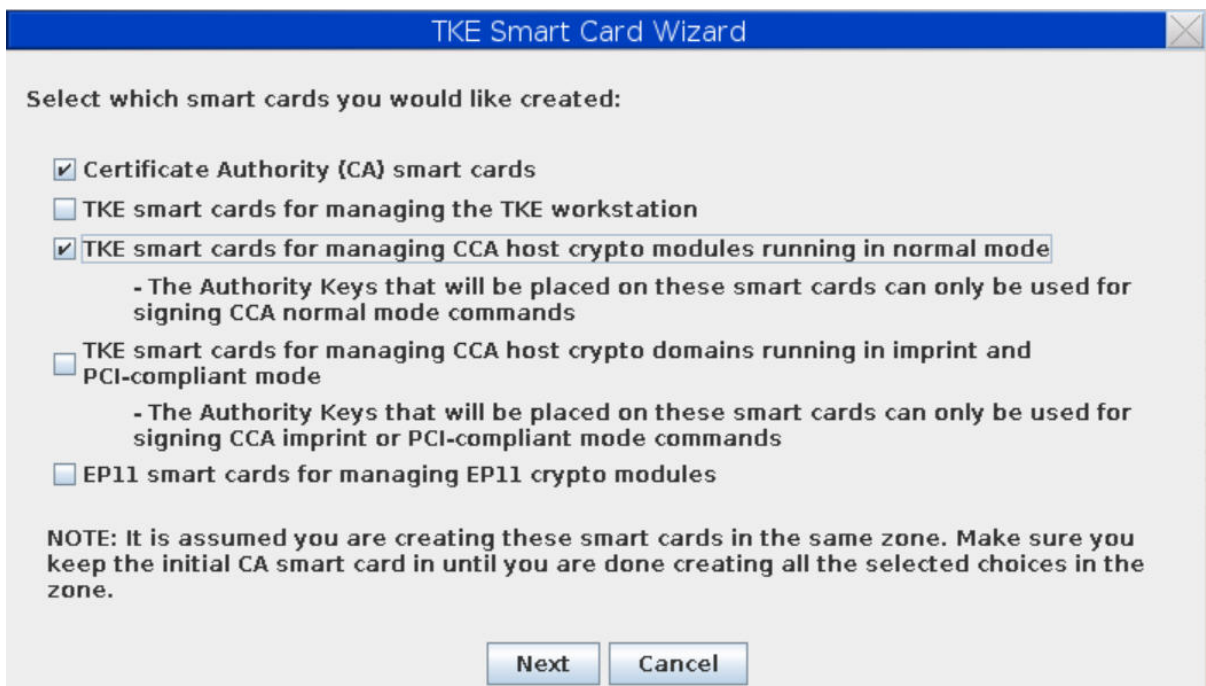 TKE Smart Card Wizard
Select which smart cards you would like created:
Certificate Authority (CA) smart cards
TKE smart cards for managing the TKE workstation
TKE smart cards for managing CCA host crypto modules running in normal mode
- The Authority Keys that will be placed on these smart cards can only be used for
signing CCA normal mode commands
TKE smart cards for managing CCA host crypto domains running in imprint and
PCI-compliant mode
- The Authority Keys that will be placed on these smart cards can only be used for
signing CCA imprint or PCI-compliant mode commands
EP11 smart cards for managing EP11 crypto modules
NOTE: It is assumed you are creating these smart cards in the same zone. Make sure you
keep the initial CA smart card in until you are done creating all the selected choices in the
zone.
Next Cancel